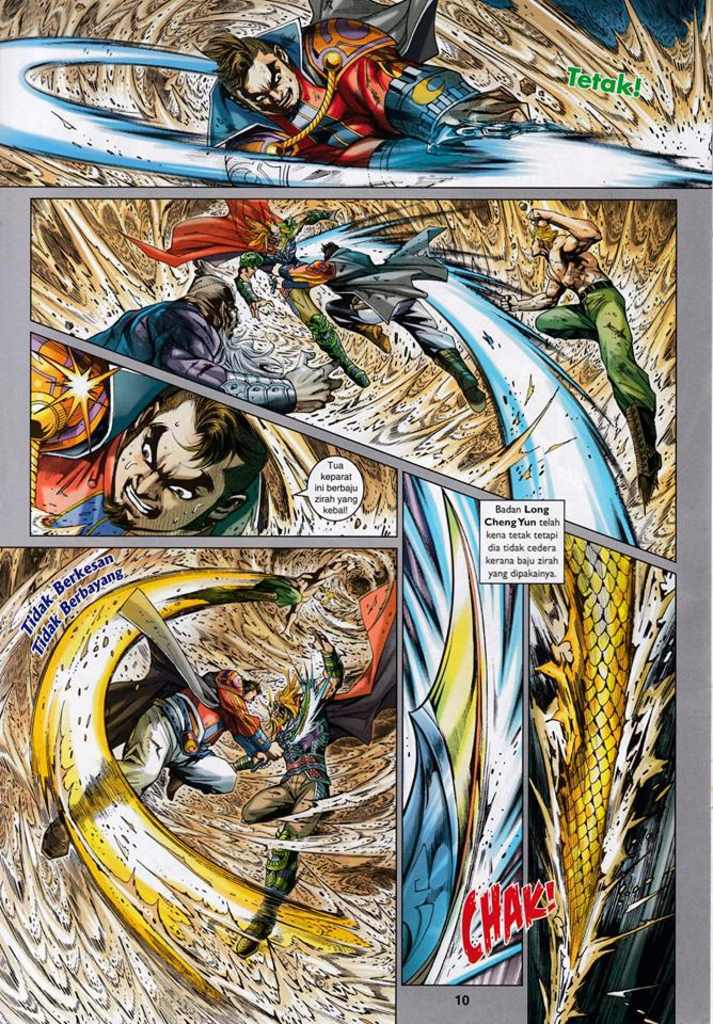 Tetak!
Tua
keparat
ini berbaju
zirah yang
kebal!
Badan Long
Cheng Yun telah
kena tetak tetapi
dia tidak cedera
kerana baju zirah
yang dipakainya.
Tidak Berkesan
Tidak Berbayang
CHAK!
10